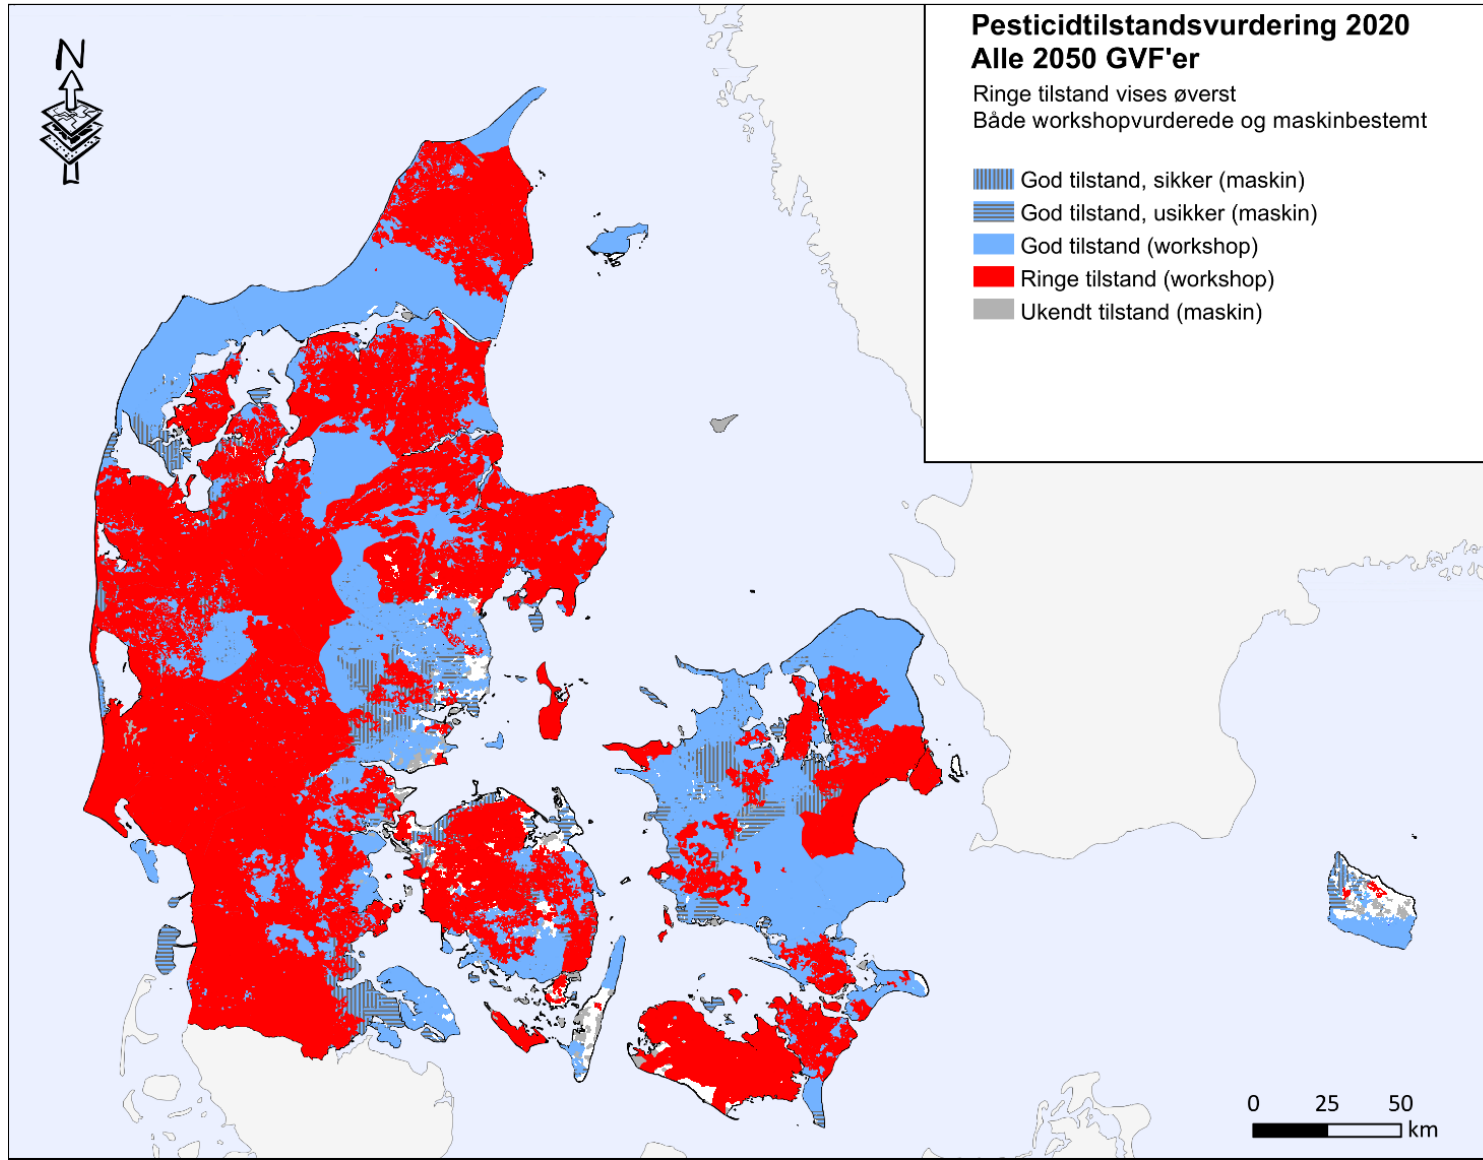 N
Pesticidtilstandsvurdering 2020
Alle 2050 GVF'er
Ringe tilstand vises øverst
Både workshopvurderede og maskinbestemt
God tilstand, sikker (maskin)
God tilstand, usikker (maskin)
God tilstand (workshop)
Ringe tilstand (workshop)
Ukendt tilstand (maskin)
0 25 50
km